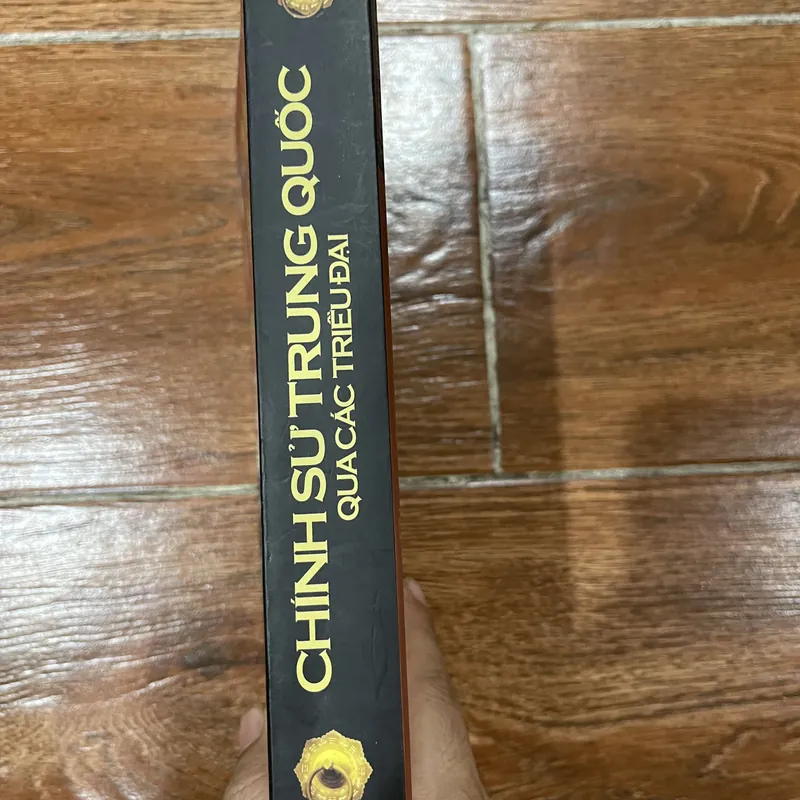 CHÍNH SỬ TRUNG QUỐC
QUA CÁC TRIỀU ĐẠI